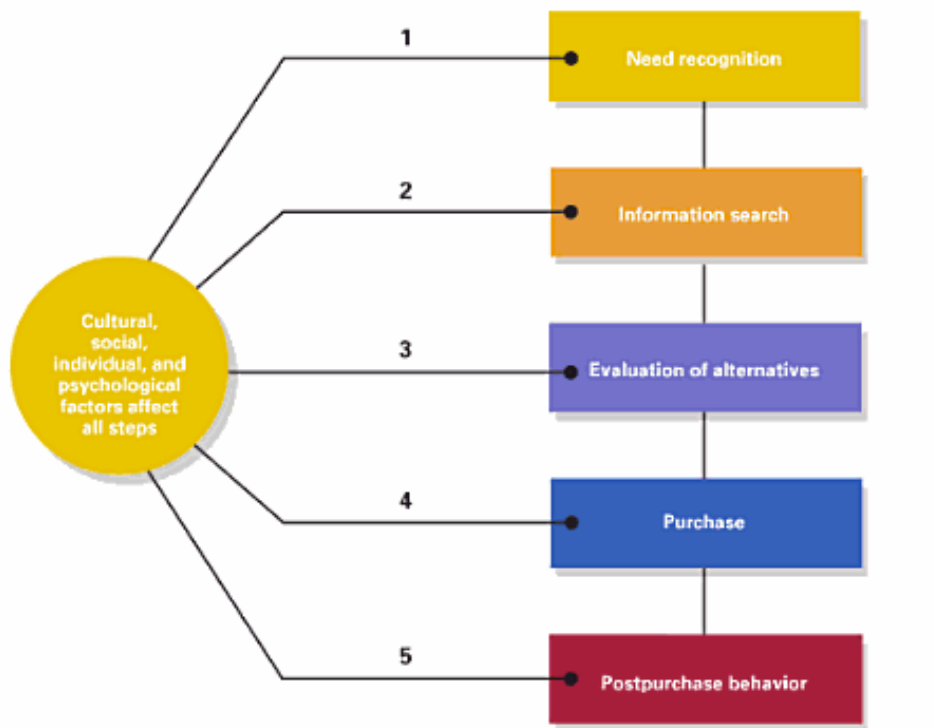 1
Need recognition
2
Information search
Cultural,
social,
individual, and
psychological
factors affect
all steps
3
Evaluation of alternatives
4
Purchase
5
Postpurchase behavior